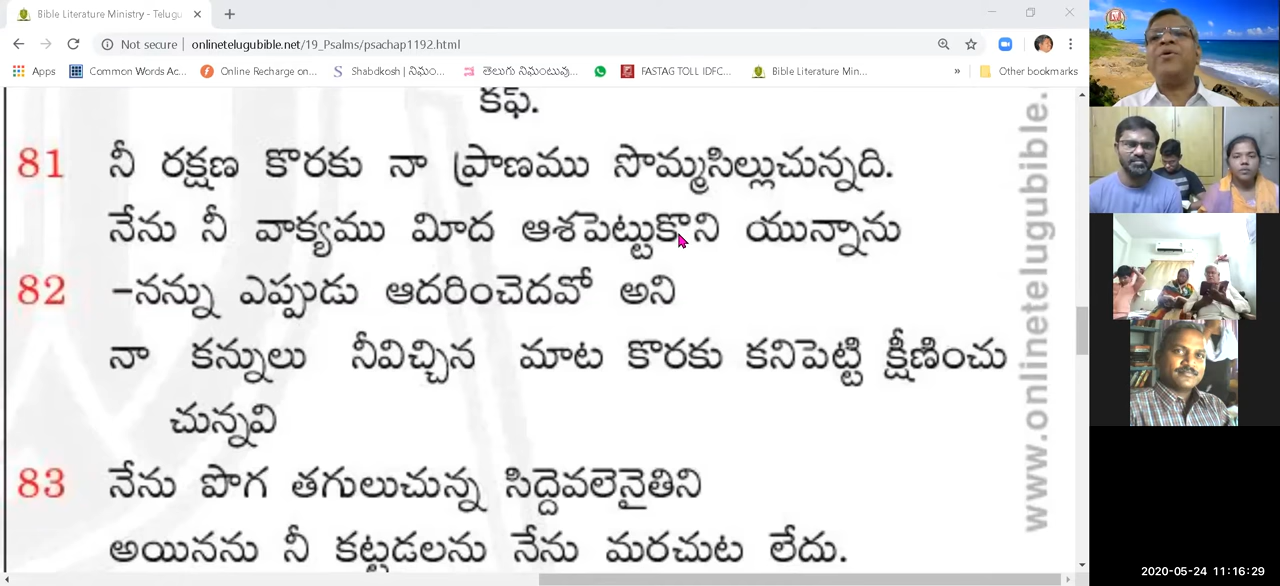 Bible Literature Ministry - Telugu
Not secure | onlinetelugubible.net/19_Psalms/psachap1192.html
Apps Common Words Ac... Online Recharge on... Shabdkosh | నిఘం... తెలుగు నిఘంటువు... FASTAG TOLL IDFC... Bible Literature Min... » Other bookmarks
కఫ్.
81 నీ రక్షణ కొరకు నా ప్రాణము సొమ్మసిల్లుచున్నది.
నేను నీ వాక్యము మీద ఆశపెట్టుకొని యున్నాను
82 -నన్ను ఎప్పుడు ఆదరించెదవో అని
నా కన్నులు నీవిచ్చిన మాట కొరకు కనిపెట్టి క్షీణించు
చున్నవి
83 నేను పొగ తగులుచున్న సిద్దెవలెనైతిని
అయినను నీ కట్టడలను నేను మరచుట లేదు.
www.onlinetelugubible.
2020-05-24 11:16:29